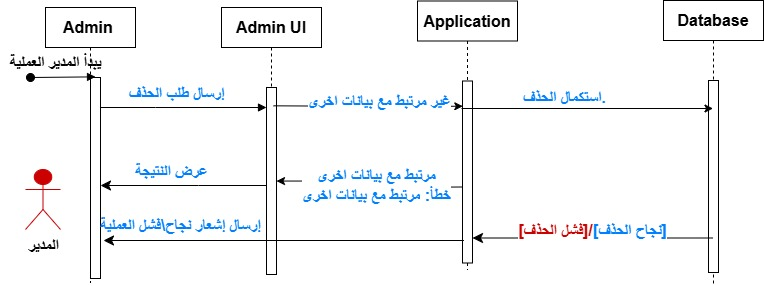 Admin
Admin UI
Application
Database
يبدأ المدير العملية
إرسال طلب الحذف
غير مرتبط مع بيانات اخرى
استكمال الحذف.
عرض النتيجة
مرتبط مع بيانات اخرى
خطأ: مرتبط مع بيانات اخرى
إرسال إشعار نجاح\فشل العملية
[نجاح الحذف]/[فشل الحذف]
المدير